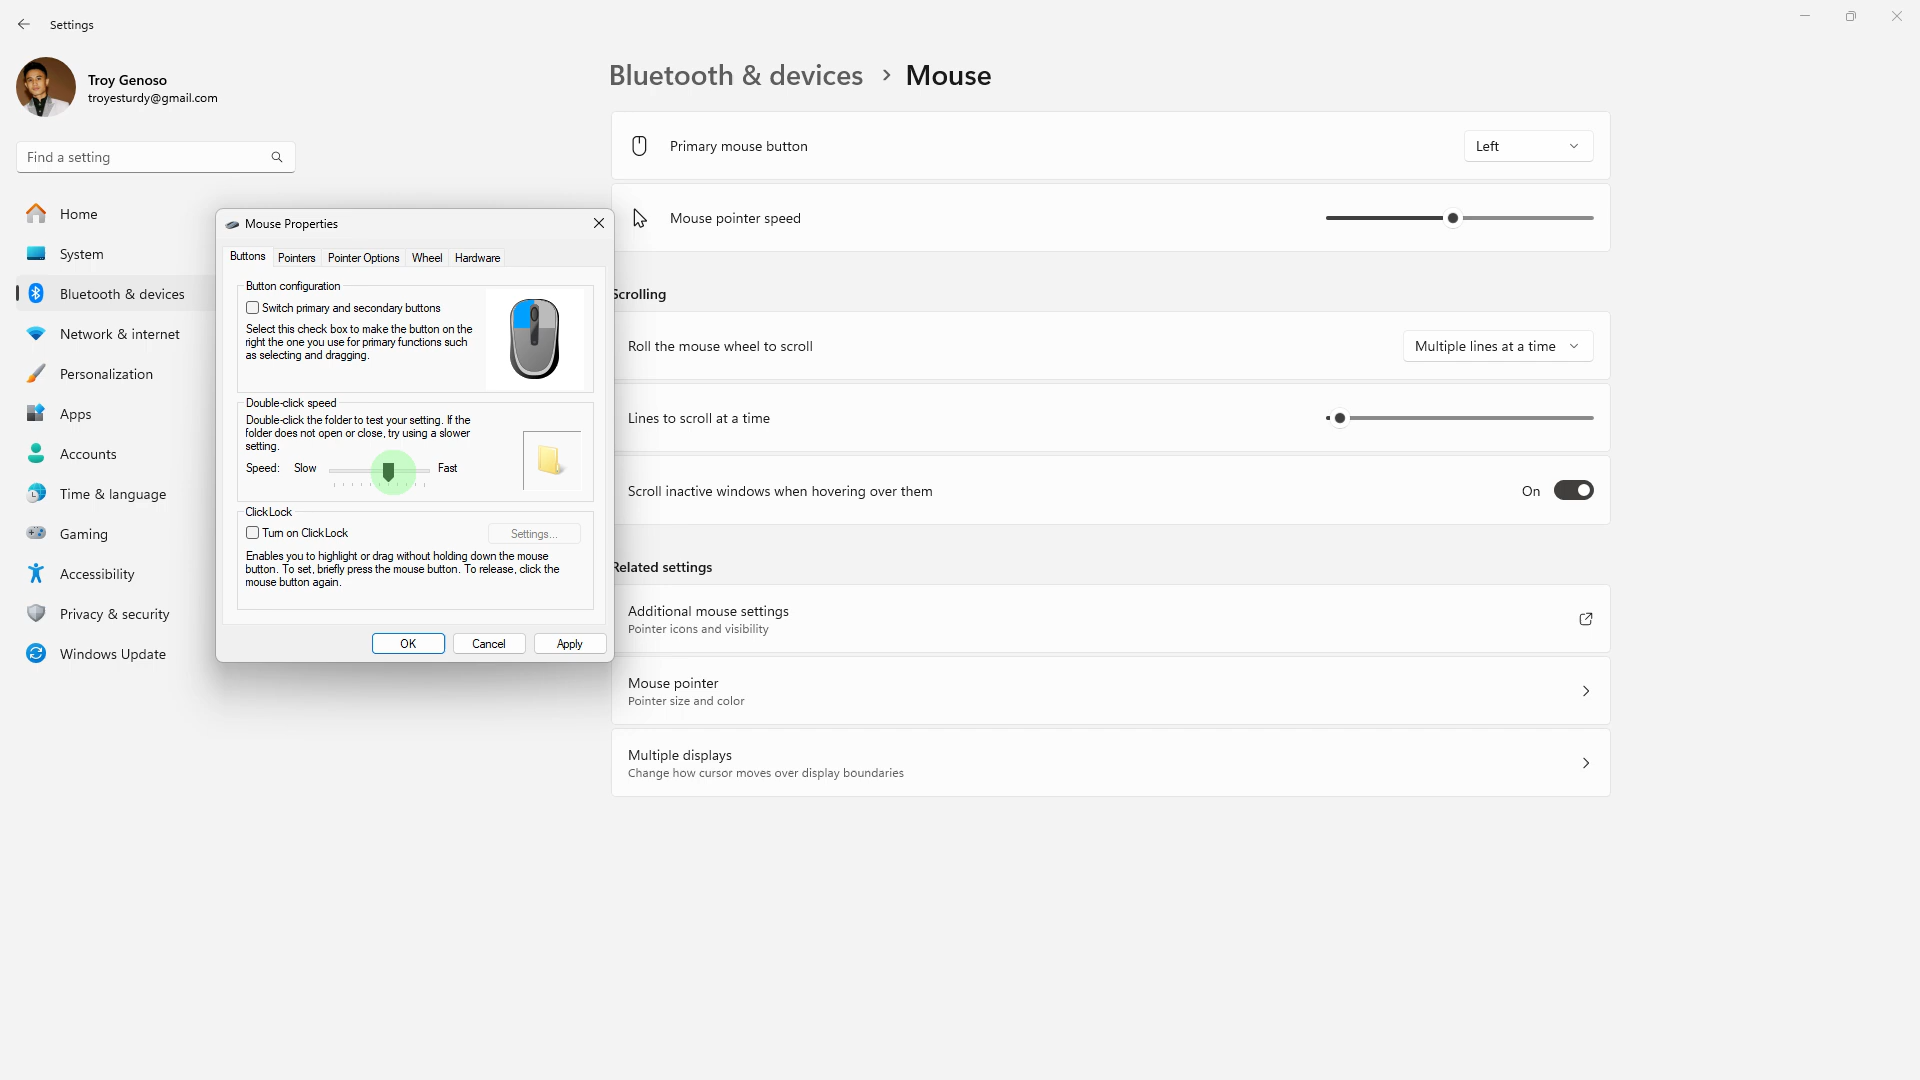 Settings
Troy Genoso
troyesturdy@gmail.com
Find a setting
Home
System
Bluetooth & devices
Network & internet
Personalization
Apps
Accounts
Time & language
Gaming
Accessibility
Privacy & security
Windows Update
Mouse Properties
Buttons Pointers Pointer Options Wheel Hardware
Button configuration
Switch primary and secondary buttons
Select this check box to make the button on the
right the one you use for primary functions such
as selecting and dragging.
Double-click speed
Double-click the folder to test your setting. If the
folder does not open or close, try using a slower
setting.
Speed: Slow Fast
ClickLock
Turn on ClickLock
Settings...
Enables you to highlight or drag without holding down the mouse
button. To set, briefly press the mouse button. To release, click the
mouse button again.
OK Cancel Apply
Bluetooth & devices > Mouse
Primary mouse button Left
Mouse pointer speed
Scrolling
Roll the mouse wheel to scroll Multiple lines at a time
Lines to scroll at a time
Scroll inactive windows when hovering over them On
Related settings
Additional mouse settings
Pointer icons and visibility
Mouse pointer
Pointer size and color
Multiple displays
Change how cursor moves over display boundaries